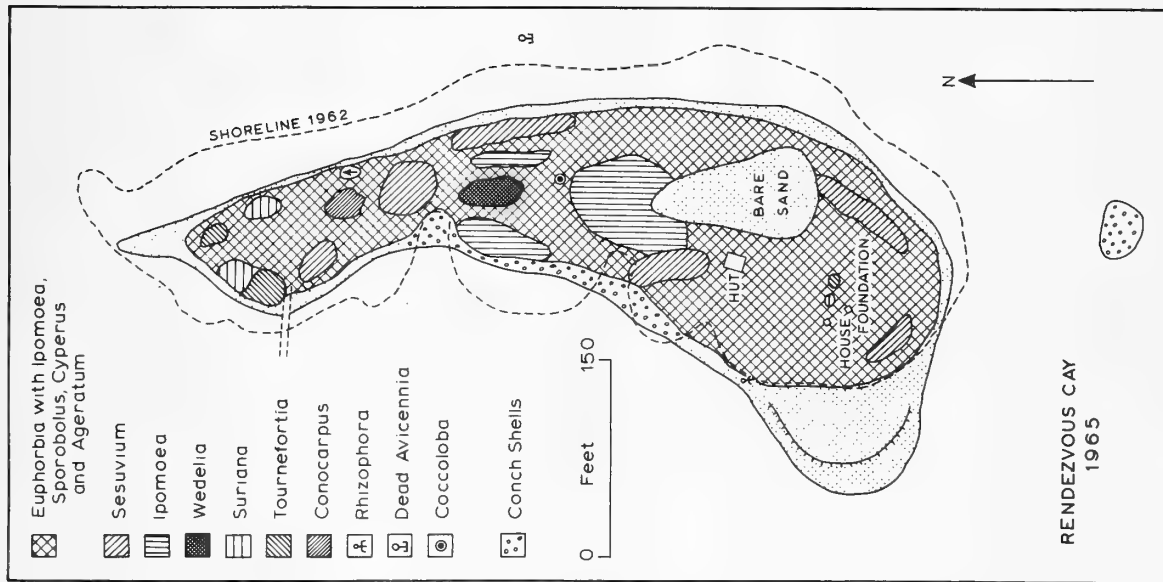 Euphorbia with Ipomoea,
Sporobolus, Cyperus
and Ageratum
Sesuvium
Ipomoea
Wedelia
Suriana
Tournefortia
Conocarpus
Rhizophora
Dead Avicennia
Coccoloba
Conch Shells
0 150
Feet
SHORELINE 1962
N
BARE
SAND
HUT
HOUSE
FOUNDATION
RENDEZVOUS CAY
1965